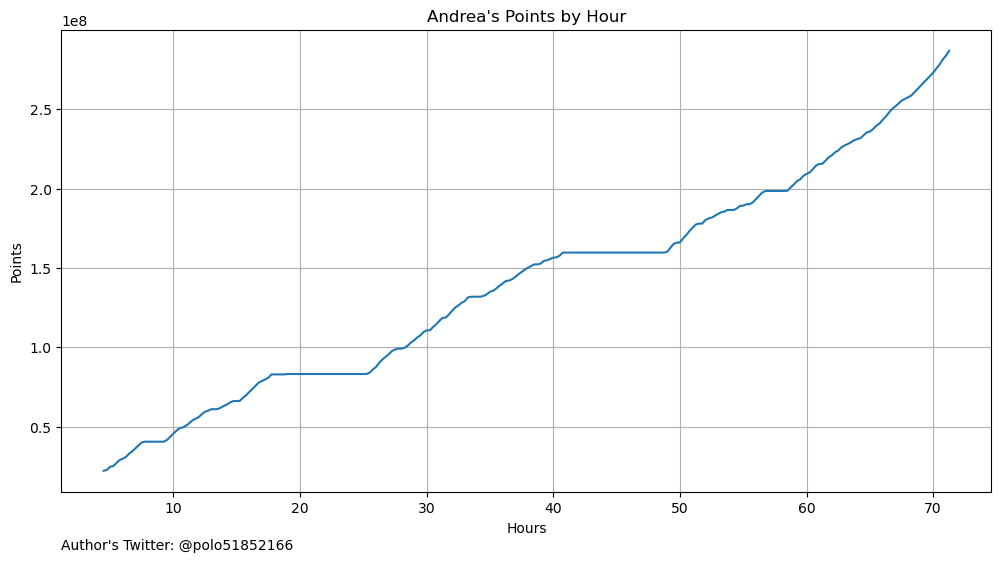 Andrea's Points by Hour
1e8
2.5
2.0
1.5
1.0
0.5
Points
10 20 30 40 50 60 70
Hours
Author's Twitter: @polo51852166